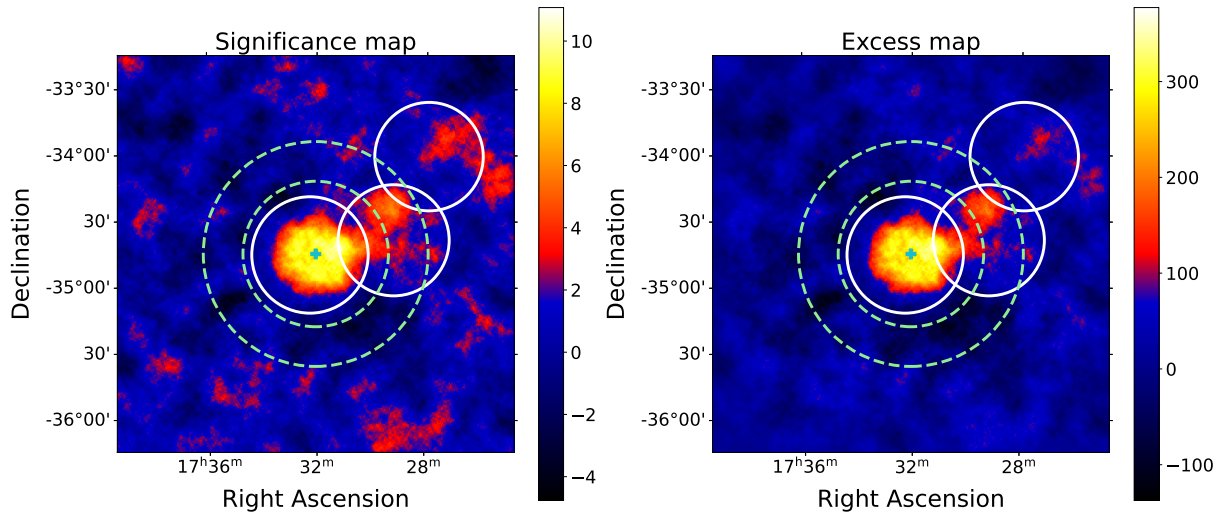 Significance map
Excess map
Declination
-33°30'
-34°00'
30'
-35°00'
30'
-36°00'
17ʰ36ᵐ
32ᵐ
28ᵐ
Right Ascension
10
8
6
4
2
0
−2
−4
Declination
-33°30'
-34°00'
30'
-35°00'
30'
-36°00'
17ʰ36ᵐ
32ᵐ
28ᵐ
Right Ascension
300
200
100
0
−100